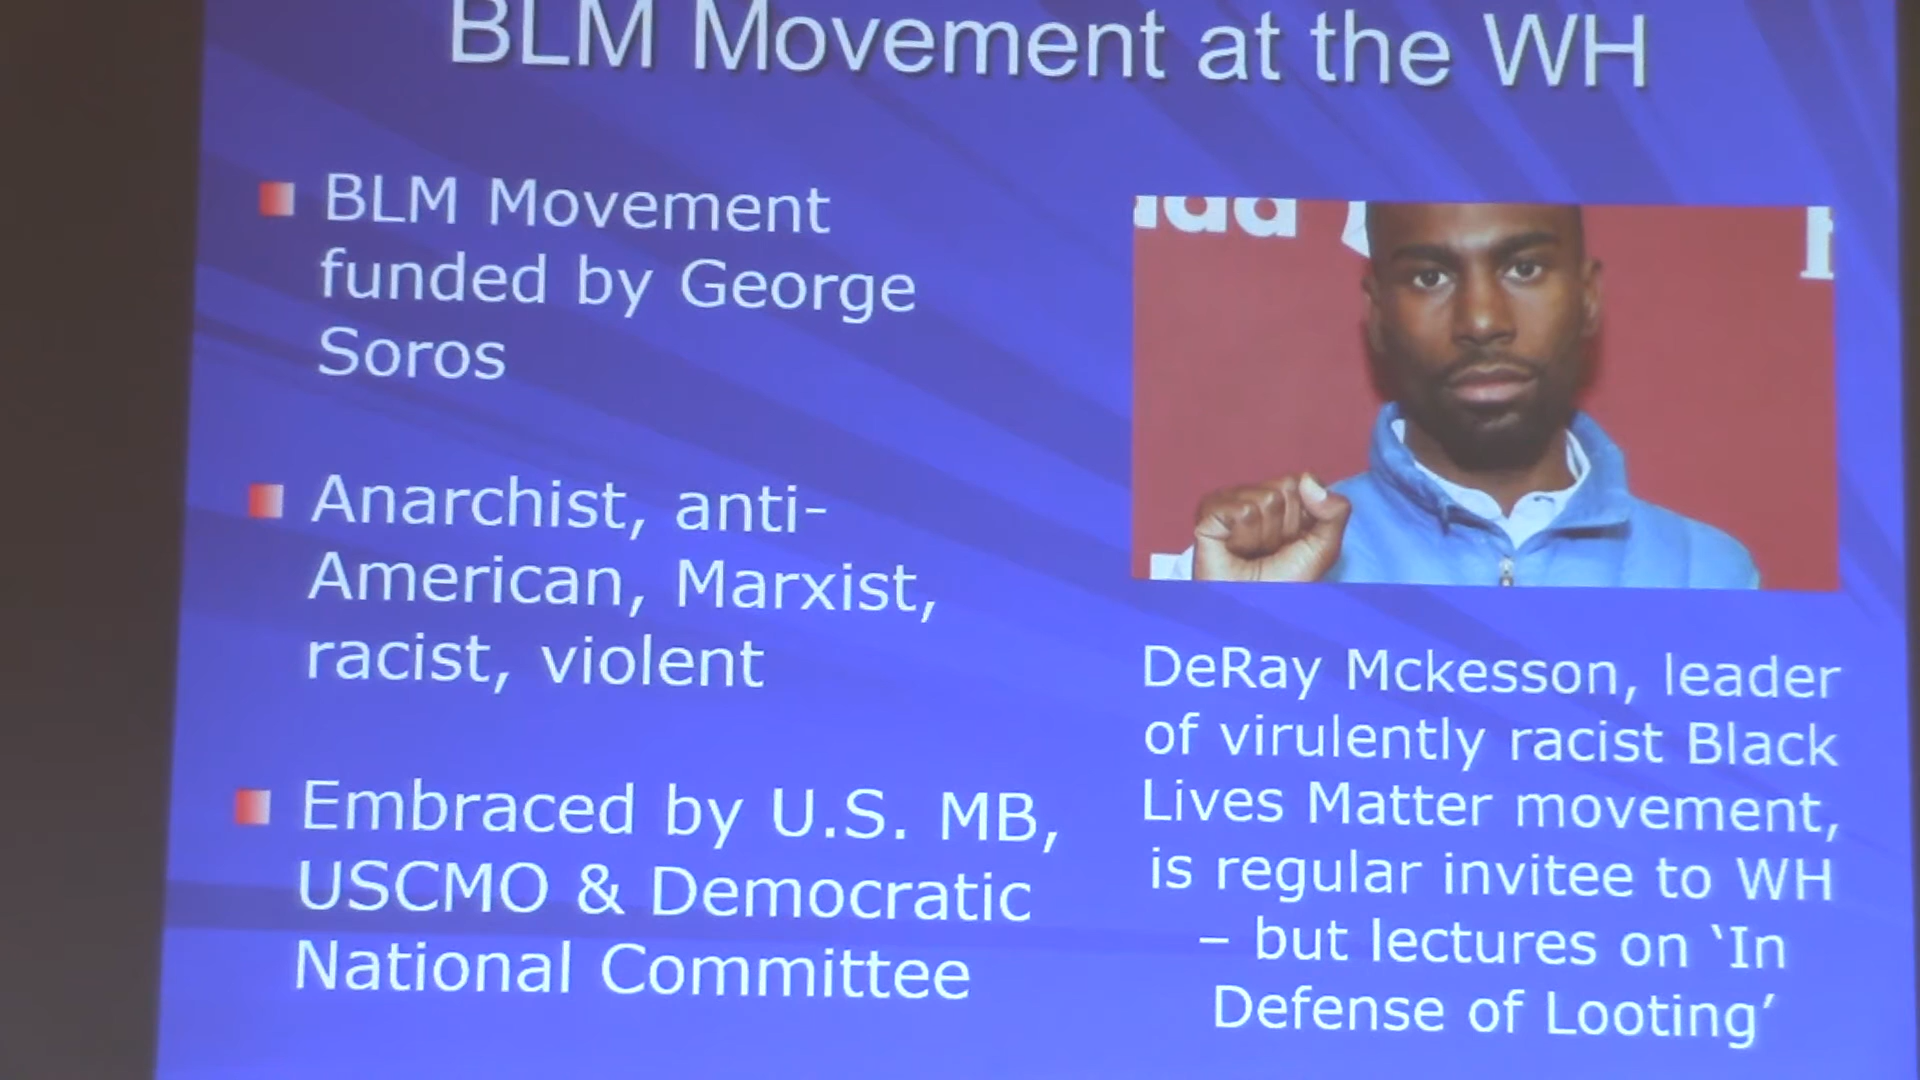 BLM Movement at the WH
BLM Movement
funded by George
Soros
Anarchist, anti-
American, Marxist,
racist, violent
Embraced by U.S. MB,
USCMO & Democratic
National Committee
DeRay Mckesson, leader
of virulently racist Black
Lives Matter movement,
is regular invitee to WH
– but lectures on ‘In
Defense of Looting’